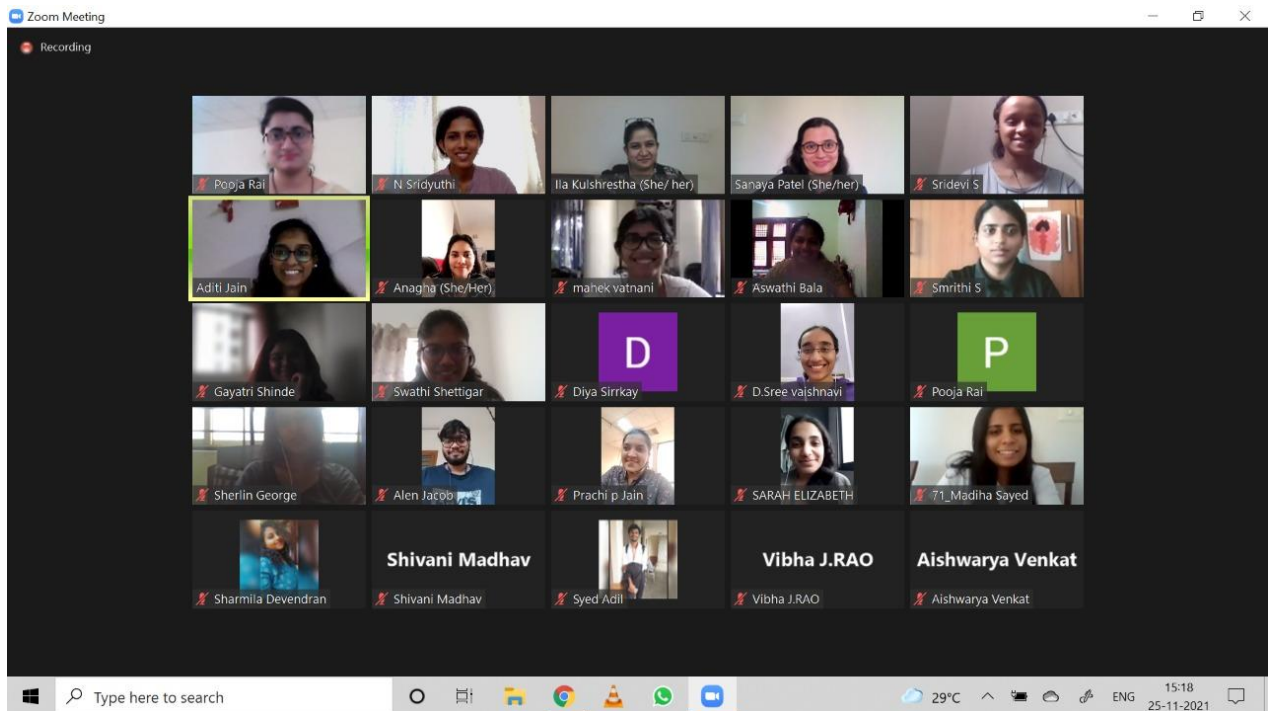 Zoom Meeting
Recording
Pooja Rai
N Sridyuthi
Ila Kulshrestha (She/ her)
Sanaya Patel (She/her)
Sridevi S
Aditi Jain
Anagha (She/Her)
mahek vatnani
Aswathi Bala
Smrithi S
Gayatri Shinde
Swathi Shettigar
D
Diya Sirrkay
D.Sree vaishnavi
P
Pooja Rai
Sherlin George
Alen Jacob
Prachi p Jain
SARAH ELIZABETH
71_Madiha Sayed
Sharmila Devendran
Shivani Madhav
Shivani Madhav
Syed Adil
Vibha J.RAO
Vibha J.RAO
Aishwarya Venkat
Aishwarya Venkat
Type here to search
29°C
ENG
15:18
25-11-2021